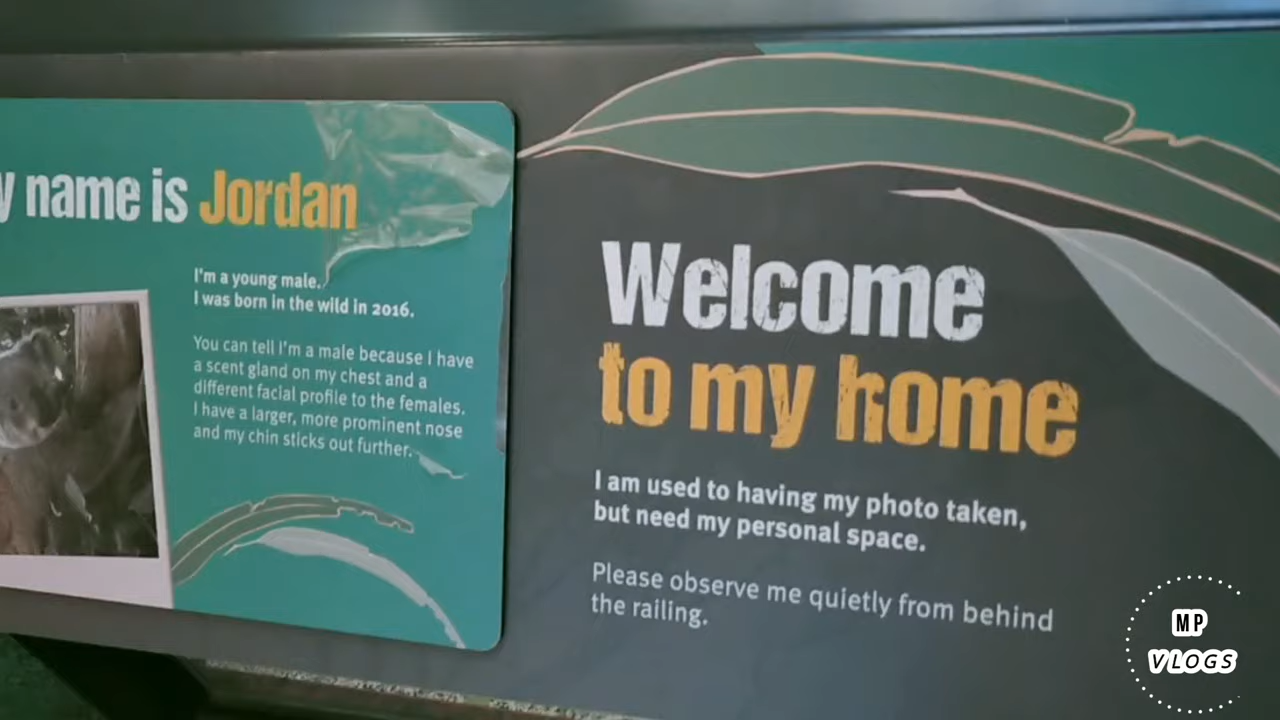 y name is Jordan
I'm a young male.
I was born in the wild in 2016.
You can tell I'm a male because I have
a scent gland on my chest and a
different facial profile to the females.
I have a larger, more prominent nose
and my chin sticks out further.
Welcome
to my home
I am used to having my photo taken,
but need my personal space.
Please observe me quietly from behind
the railing.
MP
VLOGS